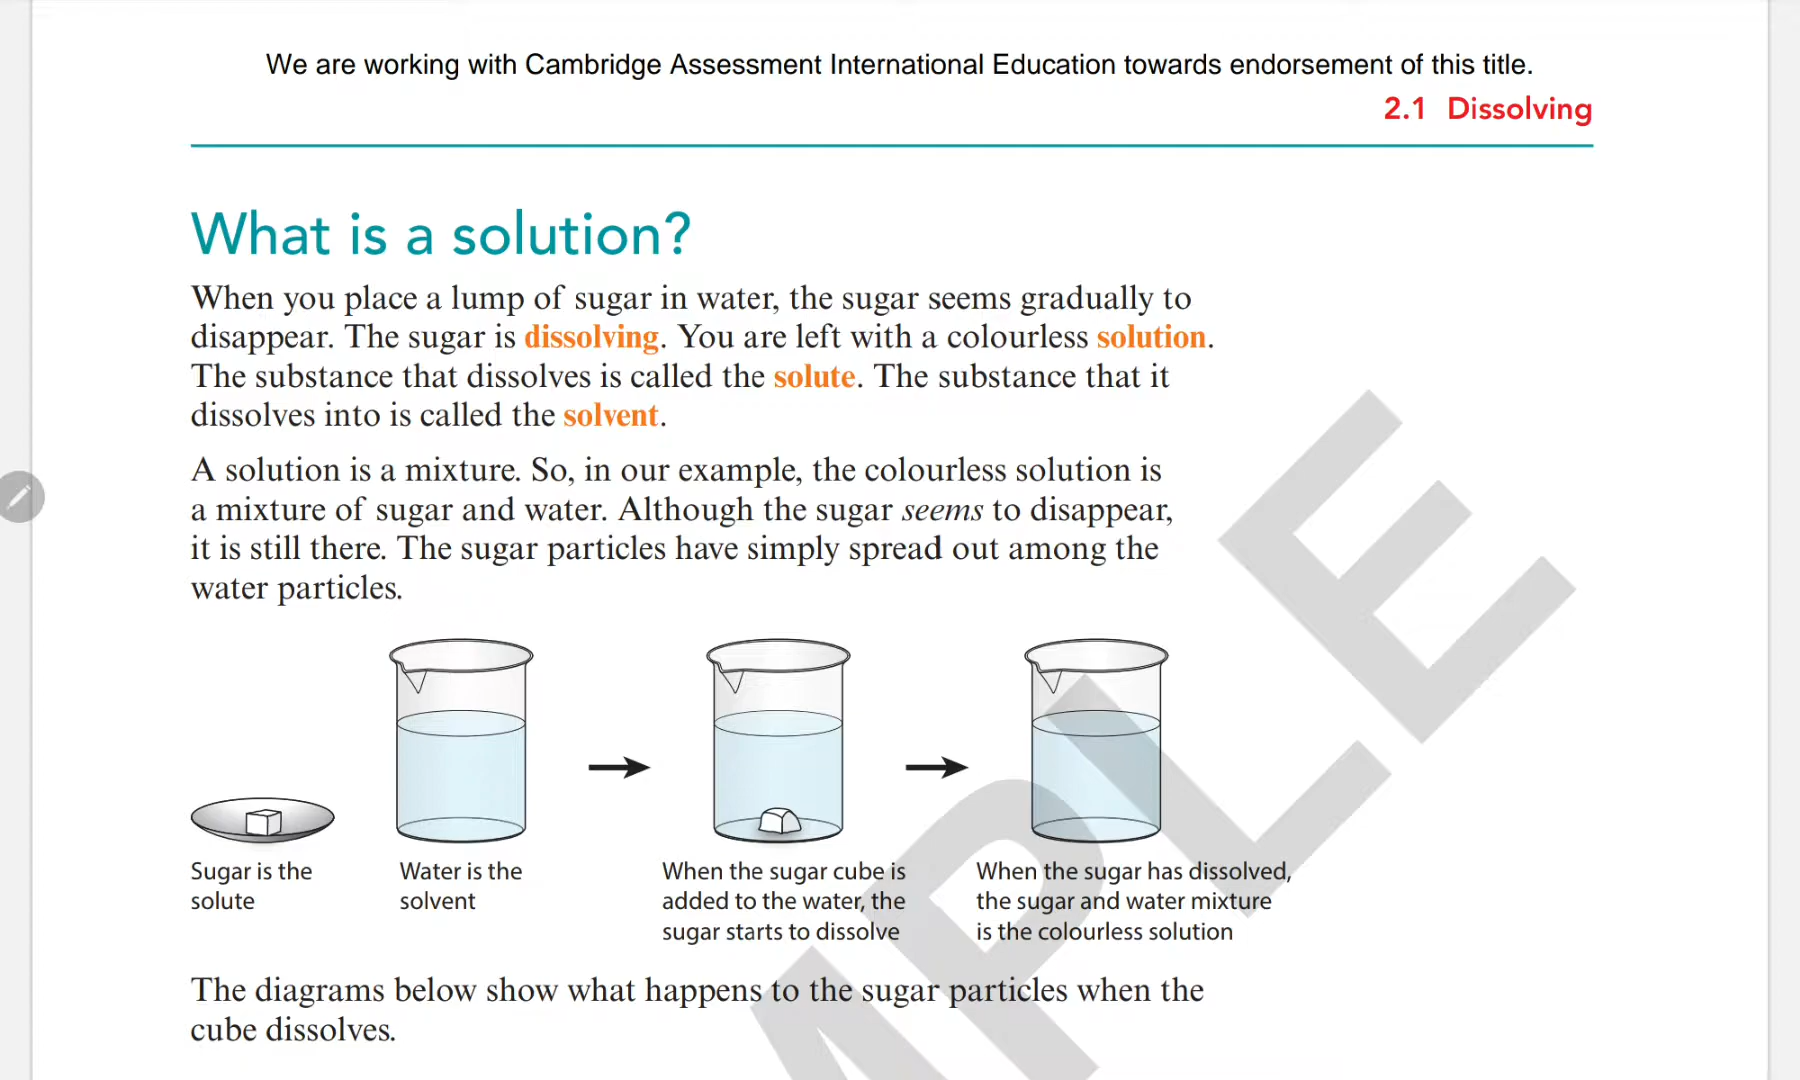 We are working with Cambridge Assessment International Education towards endorsement of this title.
2.1 Dissolving
What is a solution?
When you place a lump of sugar in water, the sugar seems gradually to
disappear. The sugar is dissolving. You are left with a colourless solution.
The substance that dissolves is called the solute. The substance that it
dissolves into is called the solvent.
A solution is a mixture. So, in our example, the colourless solution is
a mixture of sugar and water. Although the sugar seems to disappear,
it is still there. The sugar particles have simply spread out among the
water particles.
Sugar is the
solute
Water is the
solvent
When the sugar cube is
added to the water, the
sugar starts to dissolve
When the sugar has dissolved,
the sugar and water mixture
is the colourless solution
The diagrams below show what happens to the sugar particles when the
cube dissolves.
MPLE